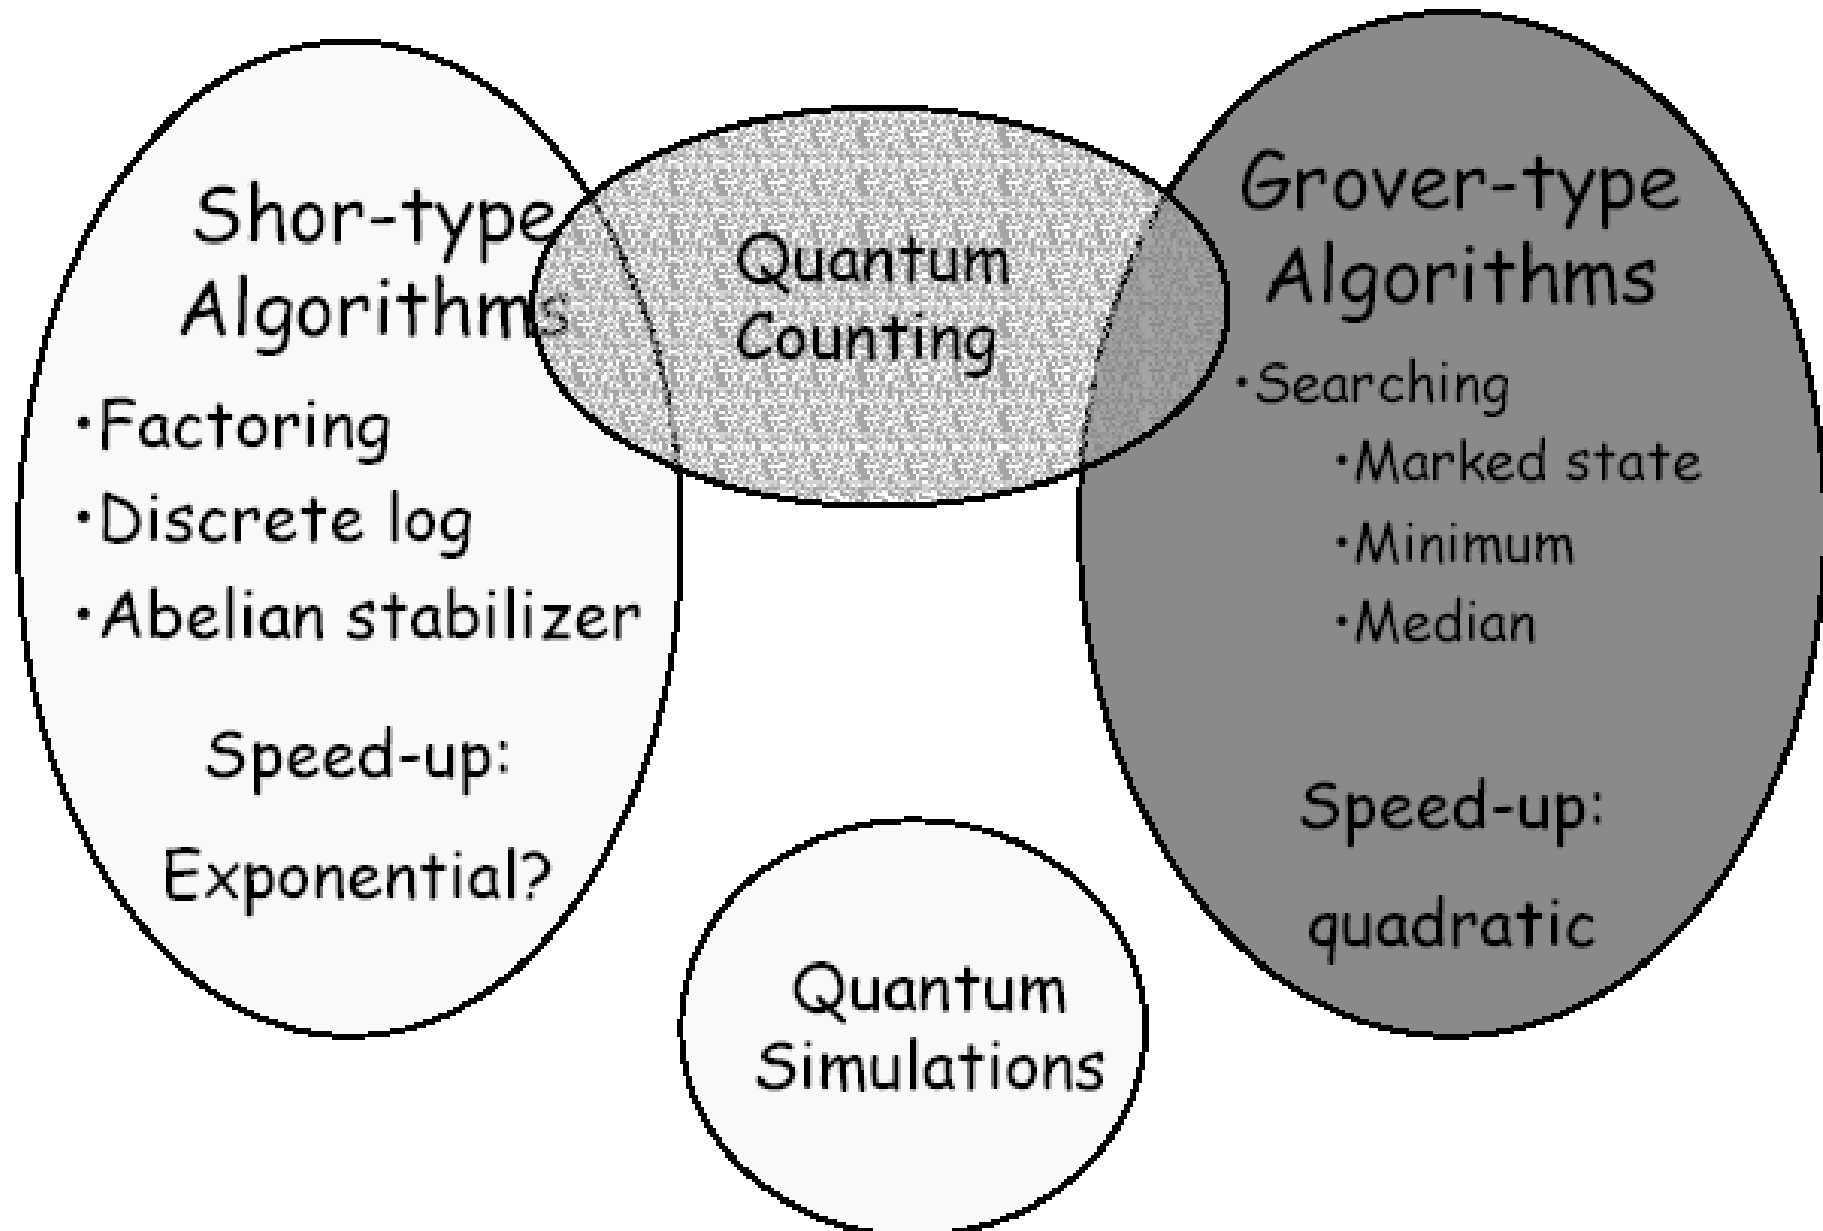 Shor-type
Algorithms
•Factoring
•Discrete log
•Abelian stabilizer
Speed-up:
Exponential?
Quantum
Counting
Grover-type
Algorithms
•Searching
•Marked state
•Minimum
•Median
Speed-up:
quadratic
Quantum
Simulations